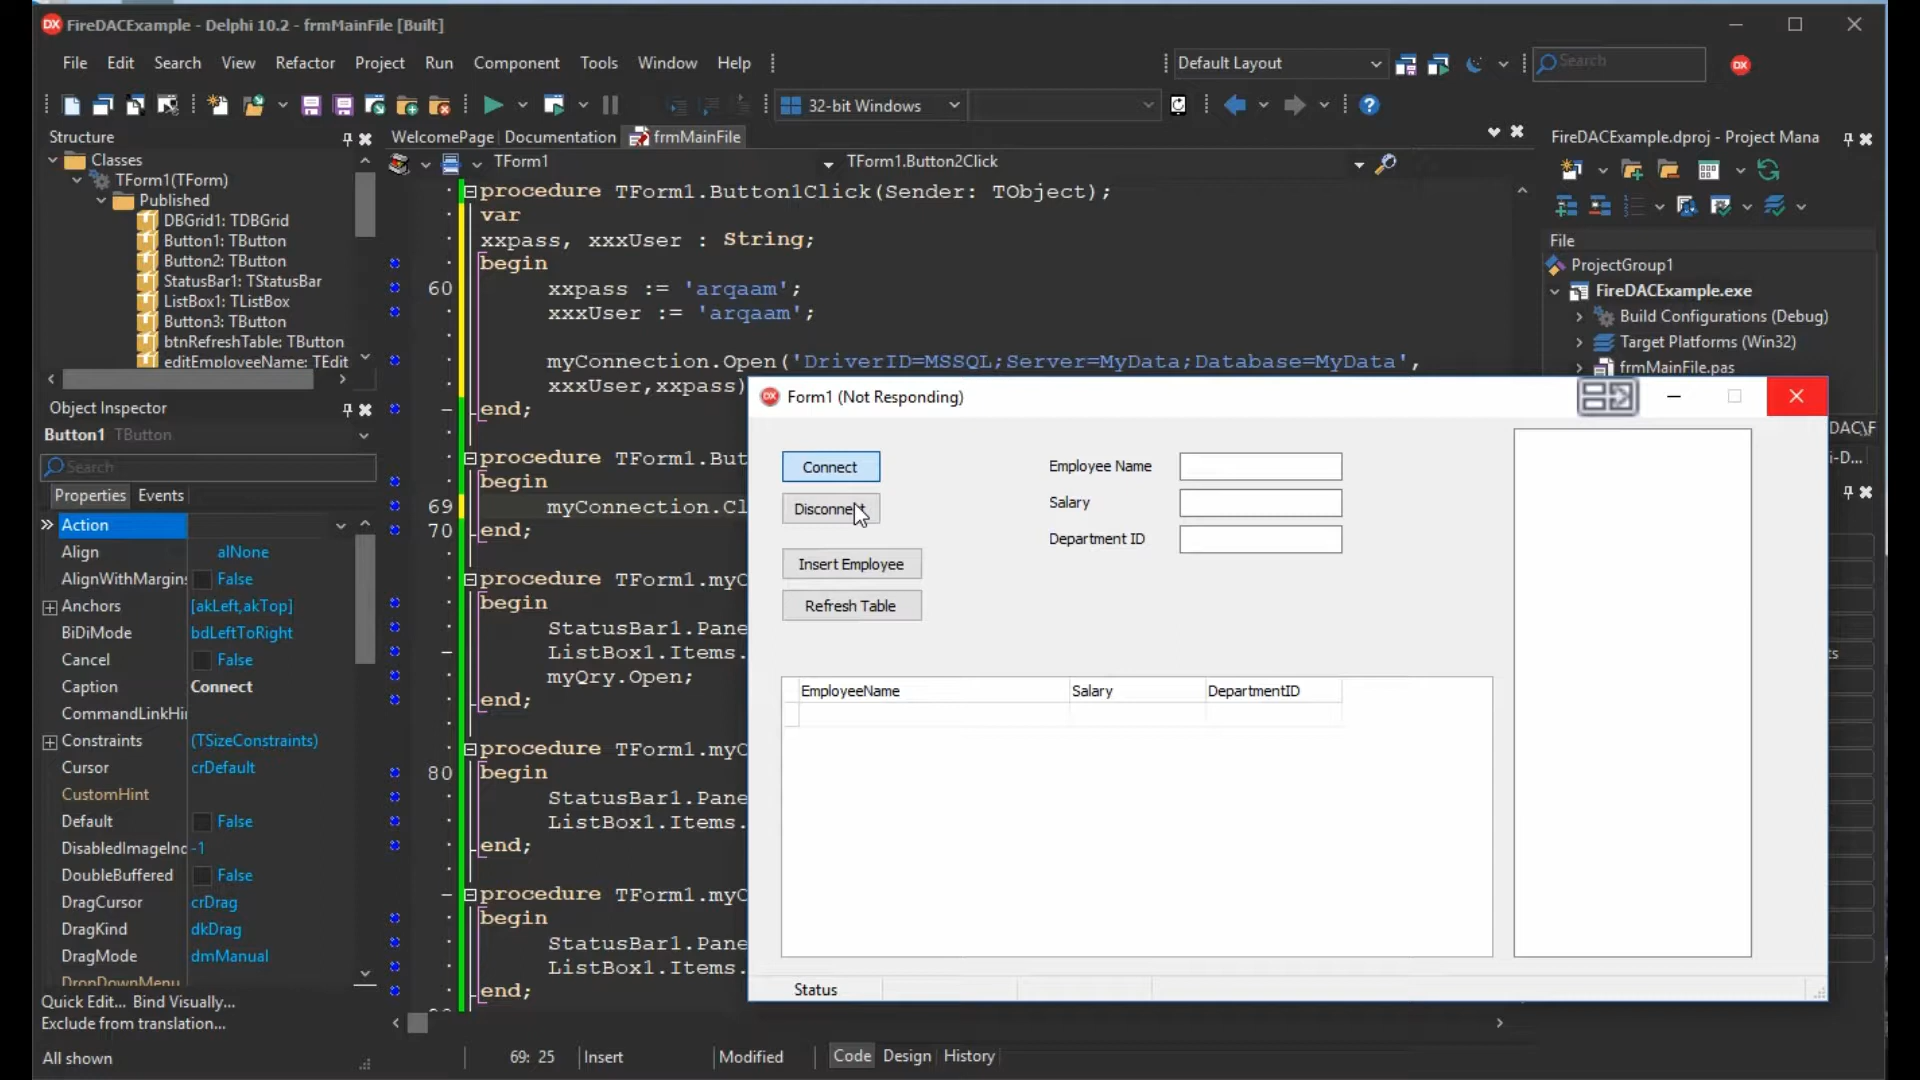 FireDACExample - Delphi 10.2 - frmMainFile [Built]
File Edit Search View Refactor Project Run Component Tools Window Help
Default Layout
Search
32-bit Windows
Structure
WelcomePage Documentation frmMainFile
FireDACExample.dproj - Project Mana
TForm1
TForm1.Button2Click
Classes
TForm1(TForm)
Published
DBGrid1: TDBGrid
Button1: TButton
Button2: TButton
StatusBar1: TStatusBar
ListBox1: TListBox
Button3: TButton
btnRefreshTable: TButton
editEmployeeName: TEdit
procedure TForm1.Button1Click(Sender: TObject);
var
xxpass, xxxUser : String;
begin
60 xxpass := 'arqaam';
xxxUser := 'arqaam';
myConnection.Open('DriverID=MSSQL;Server=MyData;Database=MyData',
xxxUser,xxpass)
end;
procedure TForm1.But
begin
69 myConnection.Cl
70 end;
procedure TForm1.myC
begin
StatusBar1.Pane
ListBox1.Items.
myQry.Open;
end;
procedure TForm1.myC
80 begin
StatusBar1.Pane
ListBox1.Items.
end;
procedure TForm1.myC
begin
StatusBar1.Pane
ListBox1.Items.
end;
File
ProjectGroup1
FireDACExample.exe
Build Configurations (Debug)
Target Platforms (Win32)
frmMainFile.pas
DAC\F
i-D...
ts
Object Inspector
Button1 TButton
Search
Properties Events
Action
Align alNone
AlignWithMargins False
Anchors [akLeft,akTop]
BiDiMode bdLeftToRight
Cancel False
Caption Connect
CommandLinkHi
Constraints (TSizeConstraints)
Cursor crDefault
CustomHint
Default False
DisabledImageInd -1
DoubleBuffered False
DragCursor crDrag
DragKind dkDrag
DragMode dmManual
DropDownMenu
Quick Edit... Bind Visually...
Exclude from translation...
All shown
Form1 (Not Responding)
Connect
Disconnect
Insert Employee
Refresh Table
Employee Name
Salary
Department ID
EmployeeName Salary DepartmentID
Status
69: 25 Insert Modified Code Design History